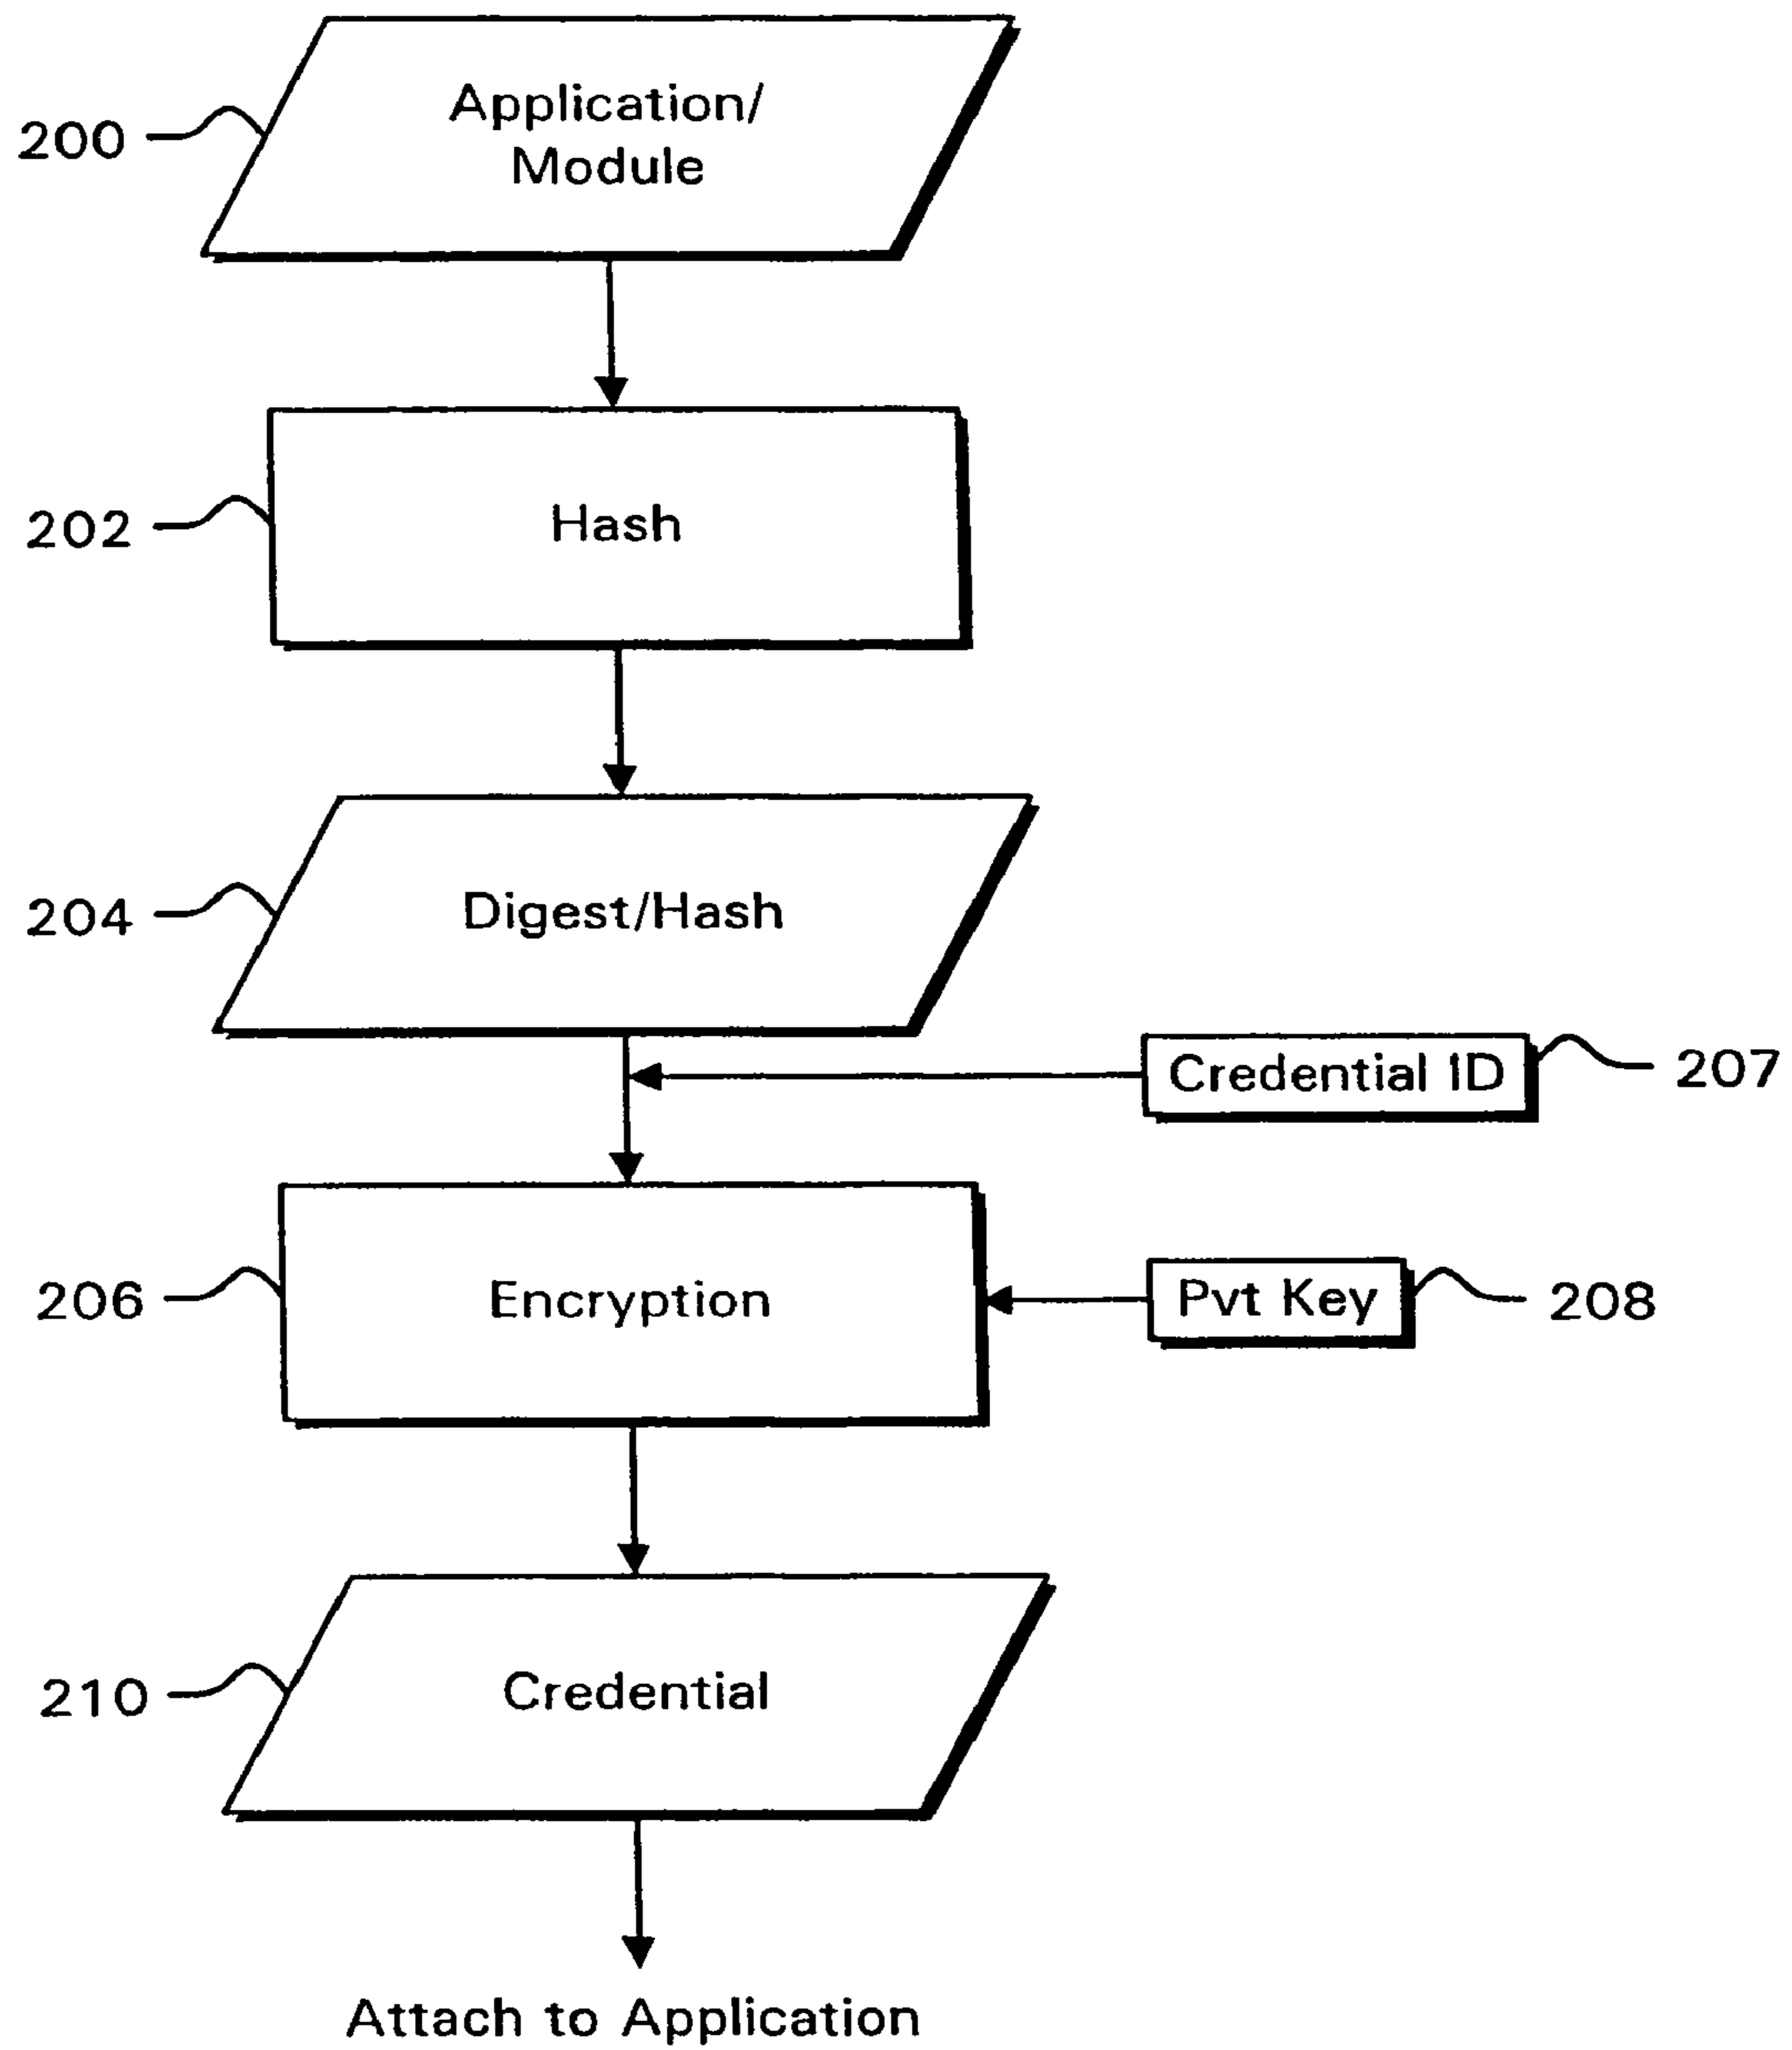 Application/
Module
200
Hash
202
Digest/Hash
204
Credential ID
207
Encryption
206
Pvt Key
208
Credential
210
Attach to Application